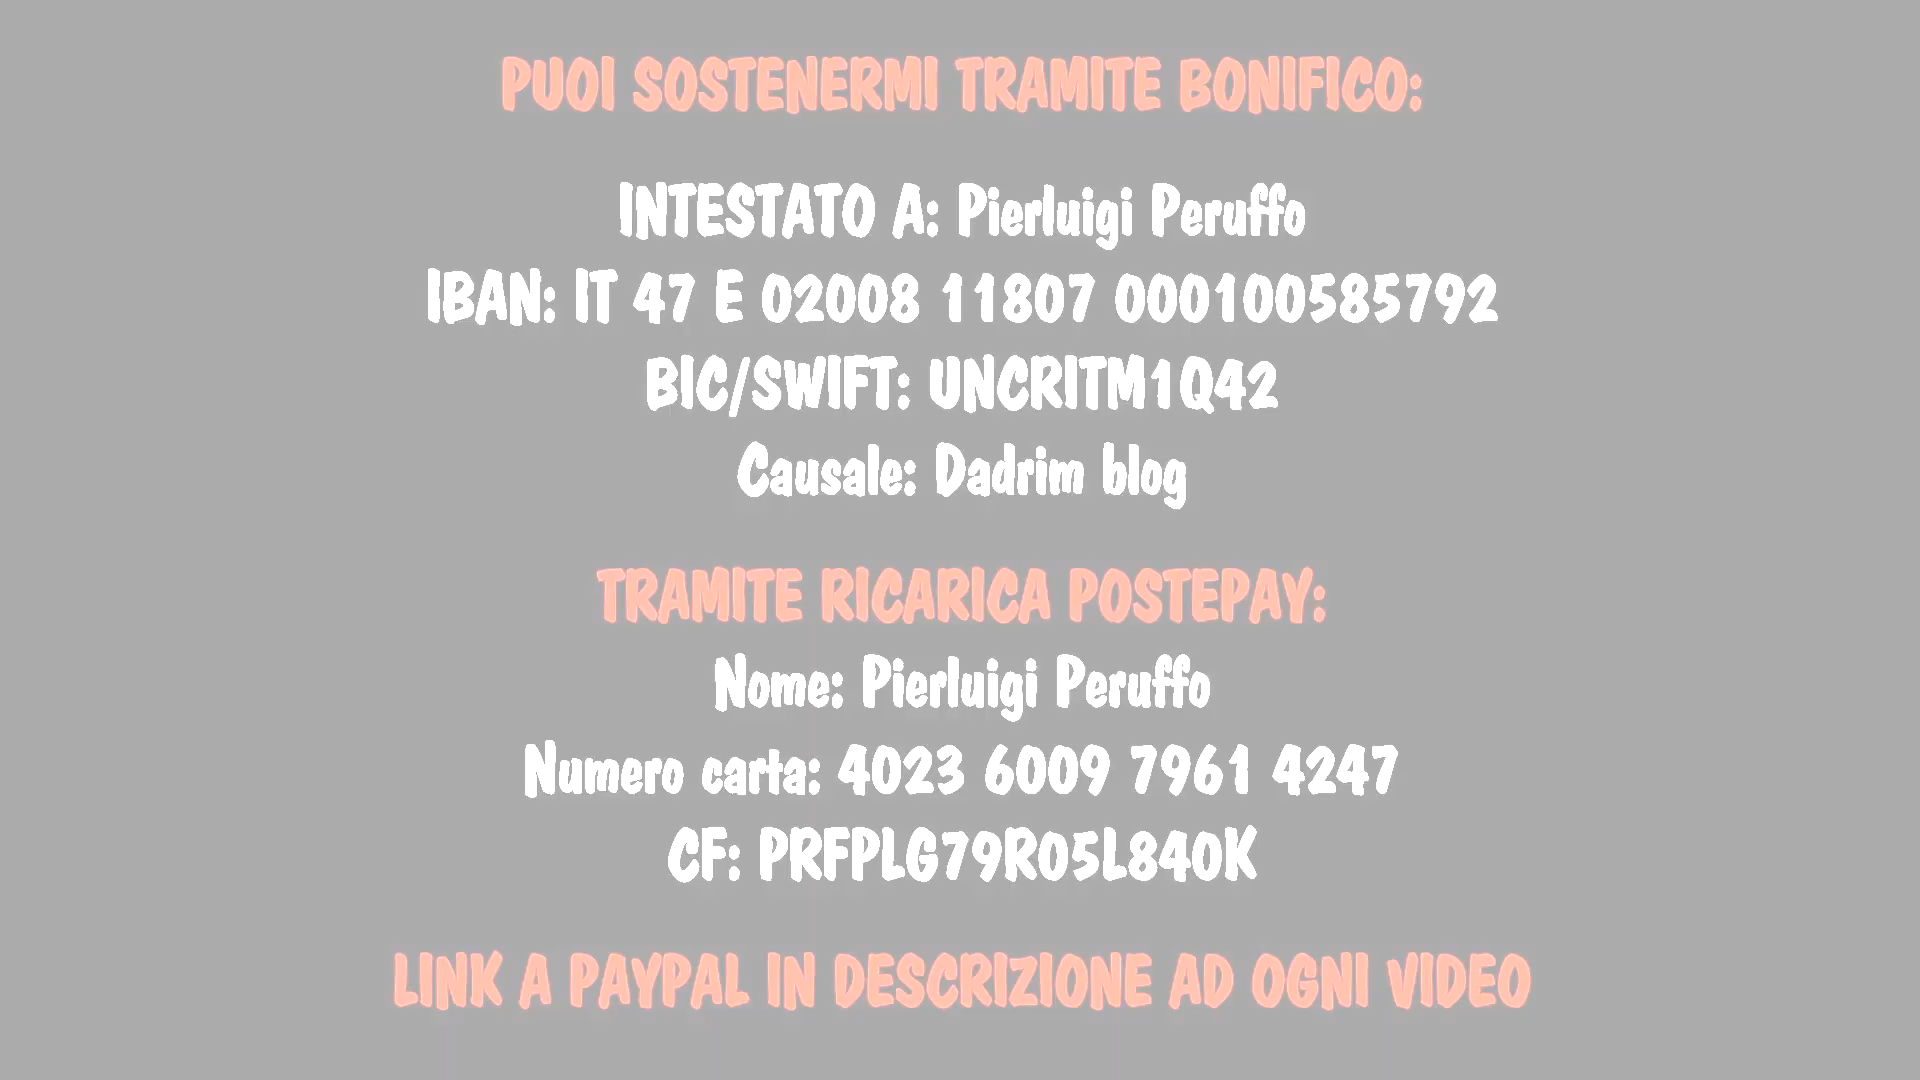 PUOI SOSTENERMI TRAMITE BONIFICO:
INTESTATO A: Pierluigi Peruffo
IBAN: IT 47 E 02008 11807 000100585792
BIC/SWIFT: UNCRITM1Q42
Causale: Dadrim blog
TRAMITE RICARICA POSTEPAY:
Nome: Pierluigi Peruffo
Numero carta: 4023 6009 7961 4247
CF: PRFPLG79R05L840K
LINK A PAYPAL IN DESCRIZIONE AD OGNI VIDEO